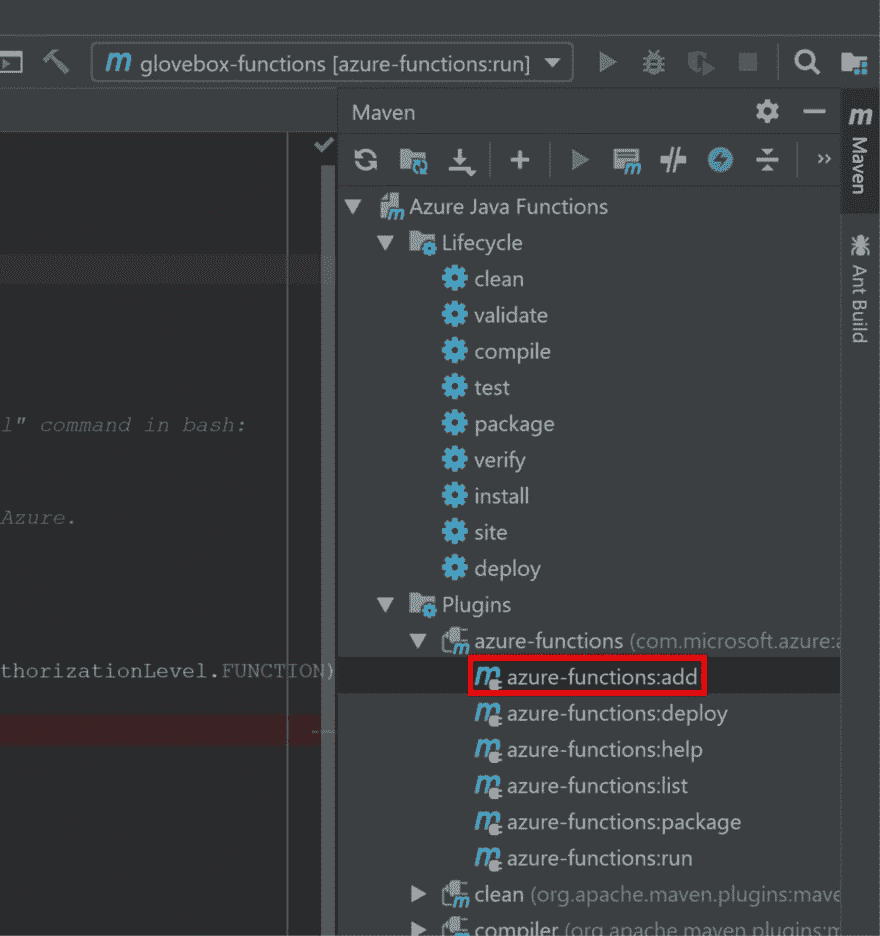 glovebox-functions [azure-functions:run]
Maven
Maven
Ant Build
Azure Java Functions
Lifecycle
clean
validate
compile
test
package
verify
install
site
deploy
Plugins
azure-functions (com.microsoft.azure:a
azure-functions:add
azure-functions:deploy
azure-functions:help
azure-functions:list
azure-functions:package
azure-functions:run
clean (org.apache.maven.plugins:mave
compiler (org.apache.maven.plugins:m
l" command in bash:
Azure.
thorizationLevel.FUNCTION)